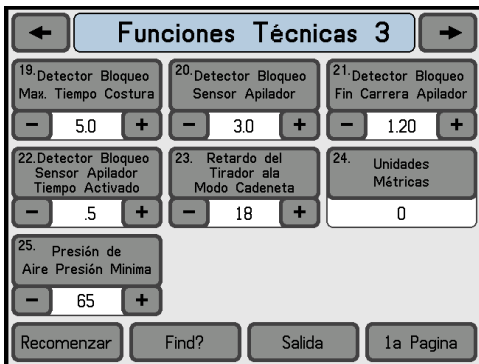 Funciones Técnicas 3
19. Detector Bloqueo
Max. Tiempo Costura
- 5.0 +
20. Detector Bloqueo
Sensor Apilador
- 3.0 +
21. Detector Bloqueo
Fin Carrera Apilador
- 1.20 +
22. Detector Bloqueo
Sensor Apilador
Tiempo Activado
- .5 +
23. Retardo del
Tirador ala
Modo Cadeneta
- 18 +
24. Unidades
Métricas
0
25. Presión de
Aire Presión Minima
- 65 +
Recomenzar
Find?
Salida
1a Pagina